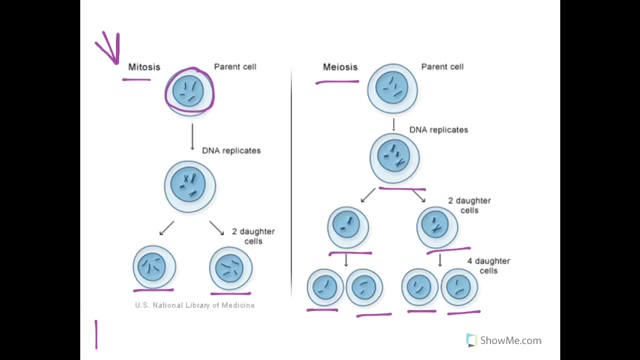 Mitosis
Parent cell
DNA replicates
2 daughter
cells
U.S. National Library of Medicine
Meiosis
Parent cell
DNA replicates
2 daughter
cells
4 daughter
cells
ShowMe.com